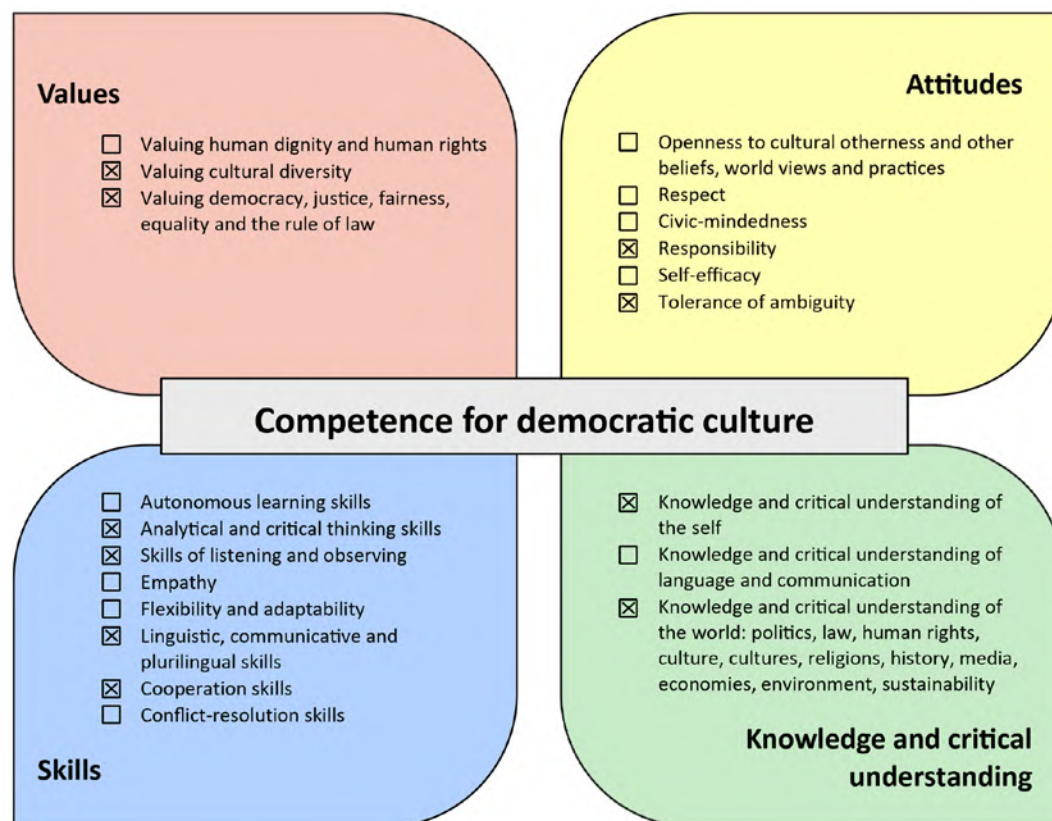 Values
☐ Valuing human dignity and human rights
☒ Valuing cultural diversity
☒ Valuing democracy, justice, fairness,
equality and the rule of law
Attitudes
☐ Openness to cultural otherness and other
beliefs, world views and practices
☐ Respect
☐ Civic-mindedness
☒ Responsibility
☐ Self-efficacy
☒ Tolerance of ambiguity
Competence for democratic culture
☐ Autonomous learning skills
☒ Analytical and critical thinking skills
☒ Skills of listening and observing
☐ Empathy
☐ Flexibility and adaptability
☒ Linguistic, communicative and
plurilingual skills
☒ Cooperation skills
☐ Conflict-resolution skills
Skills
☒ Knowledge and critical understanding of
the self
☐ Knowledge and critical understanding of
language and communication
☒ Knowledge and critical understanding of
the world: politics, law, human rights,
culture, cultures, religions, history, media,
economies, environment, sustainability
Knowledge and critical
understanding